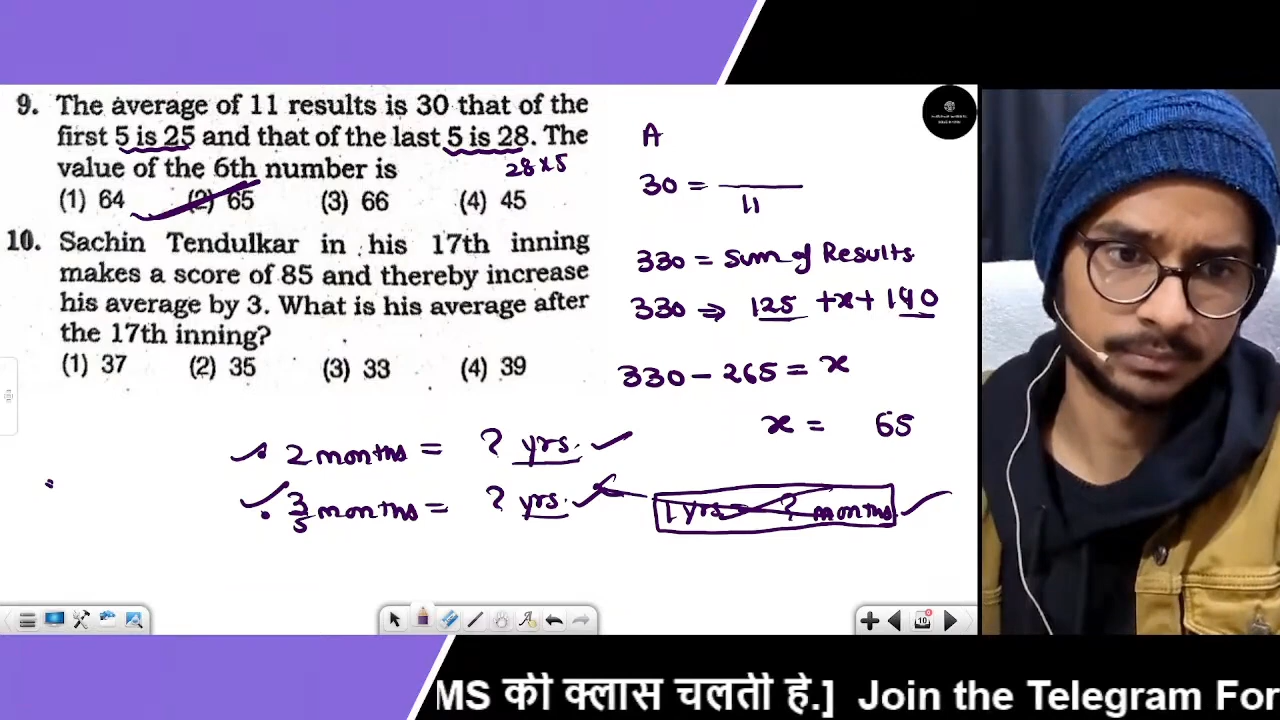 9. The average of 11 results is 30 that of the
first 5 is 25 and that of the last 5 is 28. The
value of the 6th number is
28×5
(1) 64 (2) 65 (3) 66 (4) 45
10. Sachin Tendulkar in his 17th inning
makes a score of 85 and thereby increase
his average by 3. What is his average after
the 17th inning?
(1) 37 (2) 35 (3) 33 (4) 39
A
30 = ___
11
330 = Sum of Results
330 ⇒ 125 + x + 140
330 - 265 = x
x = 65
2 months = ? yrs.
3/5 months = ? yrs.
1 yrs = ? months
10
MS की क्लास चलती हे.] Join the Telegram For